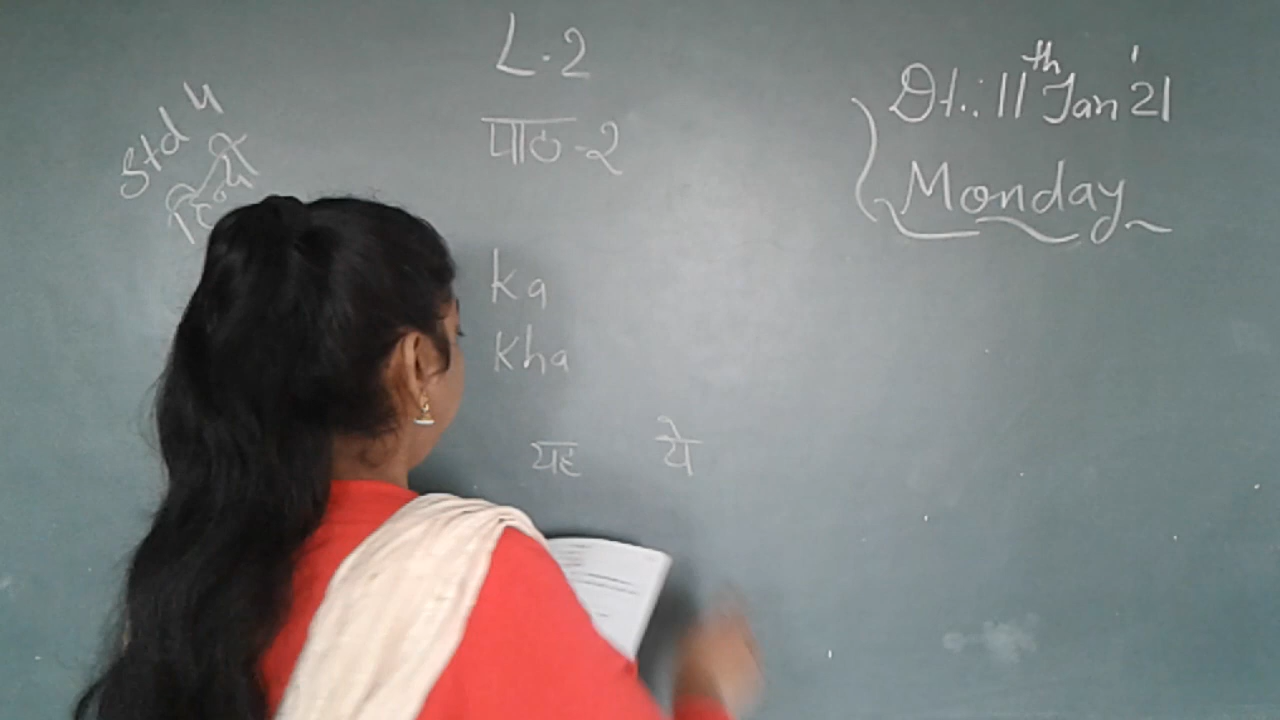 Std 4
हिन्दी
L.2
पाठ-२
Dt.: 11th Jan '21
Monday
ka
kha
यह ये